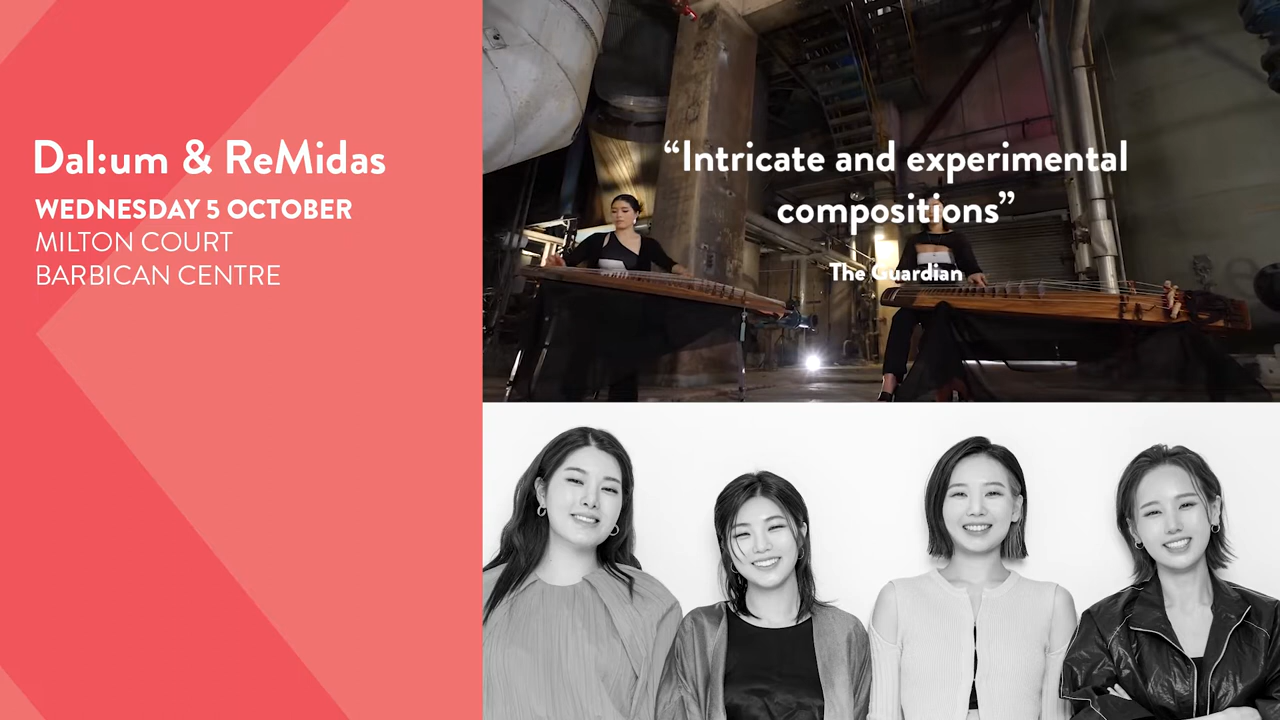 Dal:um & ReMidas
WEDNESDAY 5 OCTOBER
MILTON COURT
BARBICAN CENTRE
“Intricate and experimental
compositions”
The Guardian